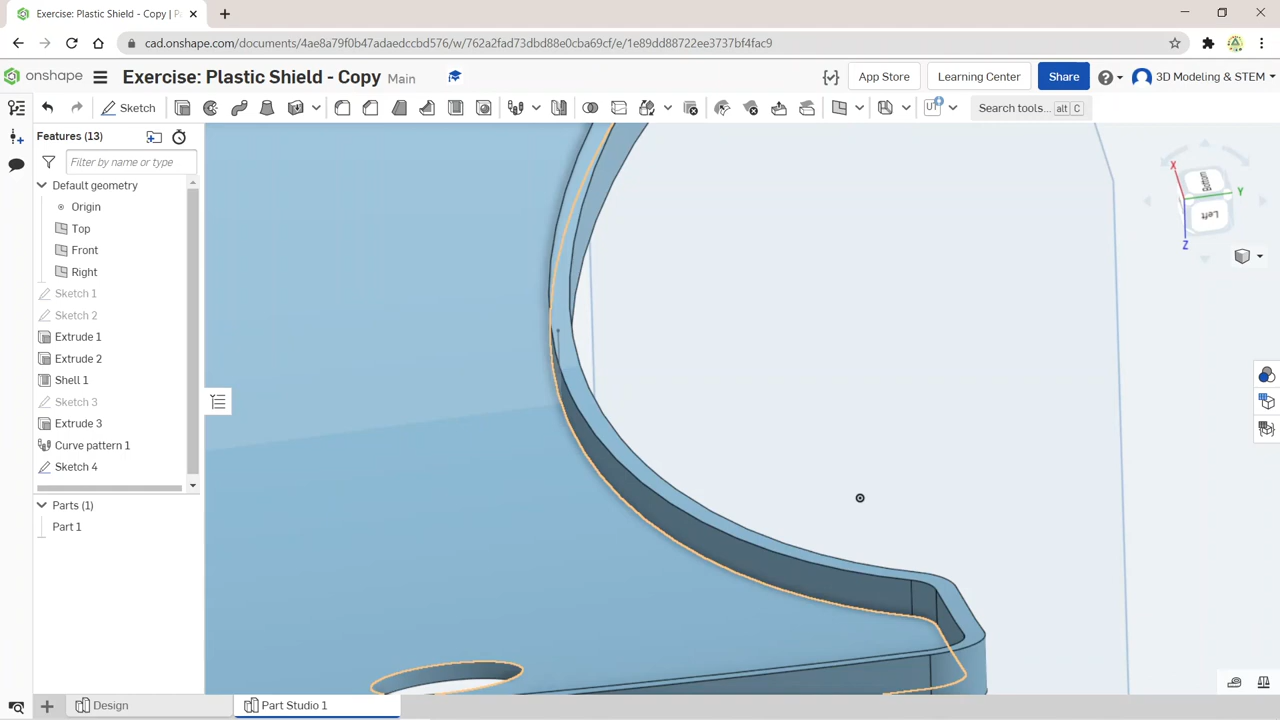 Exercise: Plastic Shield - Copy | P
cad.onshape.com/documents/4ae8a79f0b47adaedccbd576/w/762a2fad73dbd88e0cba69cf/e/1e89dd88722ee3737bf4fac9
onshape Exercise: Plastic Shield - Copy Main App Store Learning Center Share 3D Modeling & STEM
Sketch Search tools... alt C
Features (13)
Filter by name or type
Default geometry
Origin
Top
Front
Right
Sketch 1
Sketch 2
Extrude 1
Extrude 2
Shell 1
Sketch 3
Extrude 3
Curve pattern 1
Sketch 4
Parts (1)
Part 1
X
Bottom
Y
Left
Z
Design Part Studio 1